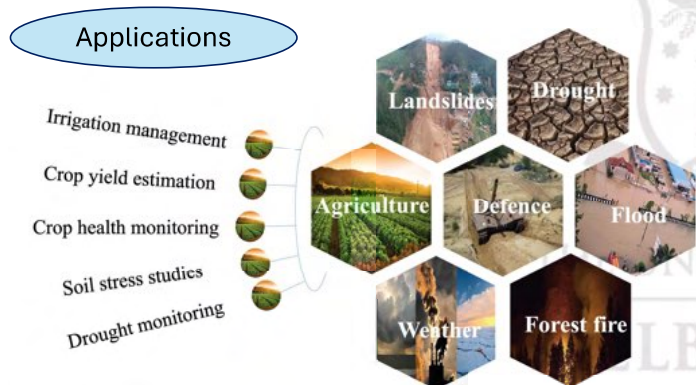 Applications
Irrigation management
Crop yield estimation
Crop health monitoring
Soil stress studies
Drought monitoring
Landslides
Drought
Agriculture
Defence
Flood
Weather
Forest fire